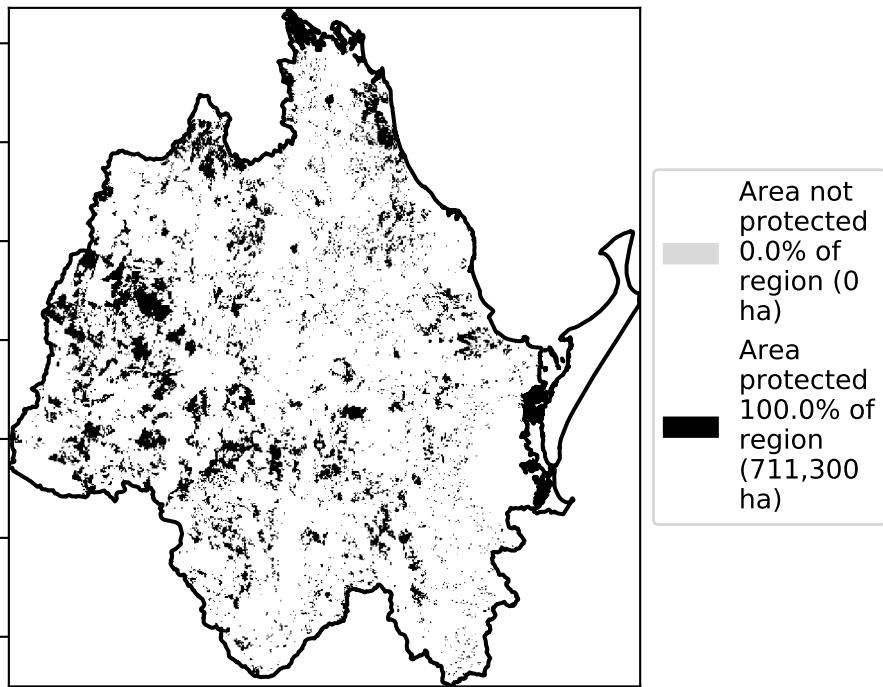 Area not
protected
0.0% of
region (0
ha)
Area
protected
100.0% of
region
(711,300
ha)